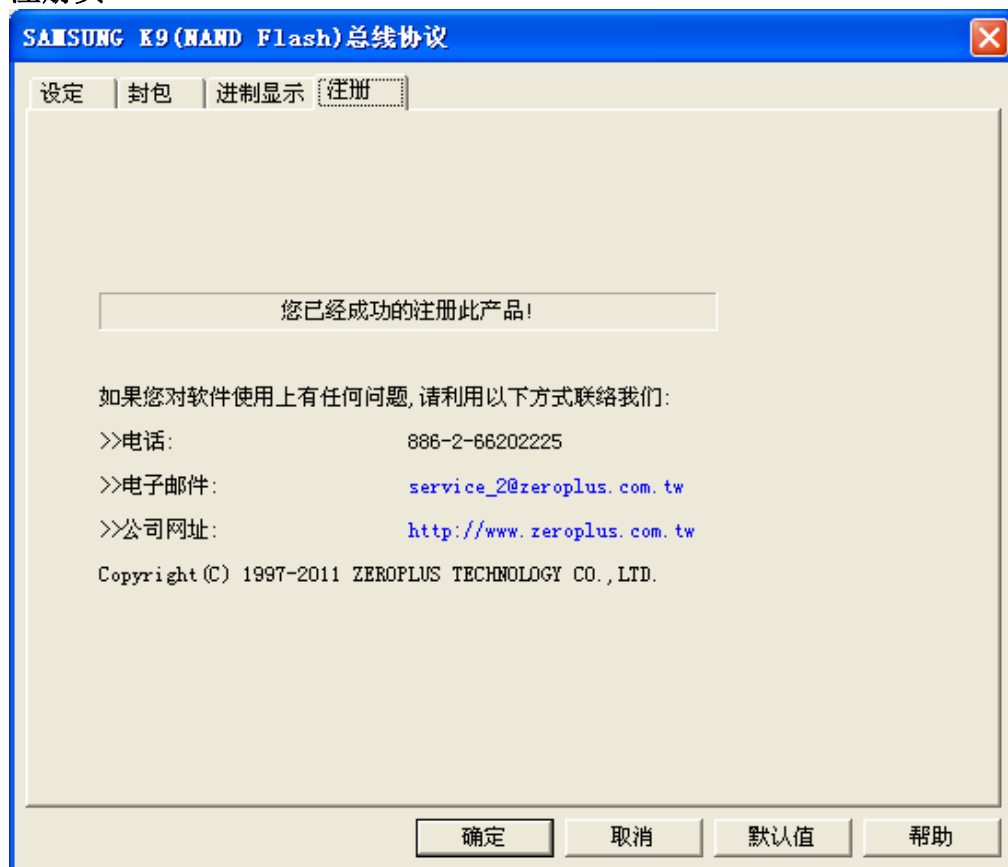 SAMSUNG K9(NAND Flash)总线协议
设定 封包 进制显示 注册
您已经成功的注册此产品!
如果您对软件使用上有任何问题,请利用以下方式联络我们:
>>电话: 886-2-66202225
>>电子邮件: service_2@zeroplus.com.tw
>>公司网址: http://www.zeroplus.com.tw
Copyright(C) 1997-2011 ZEROPLUS TECHNOLOGY CO.,LTD.
确定 取消 默认值 帮助